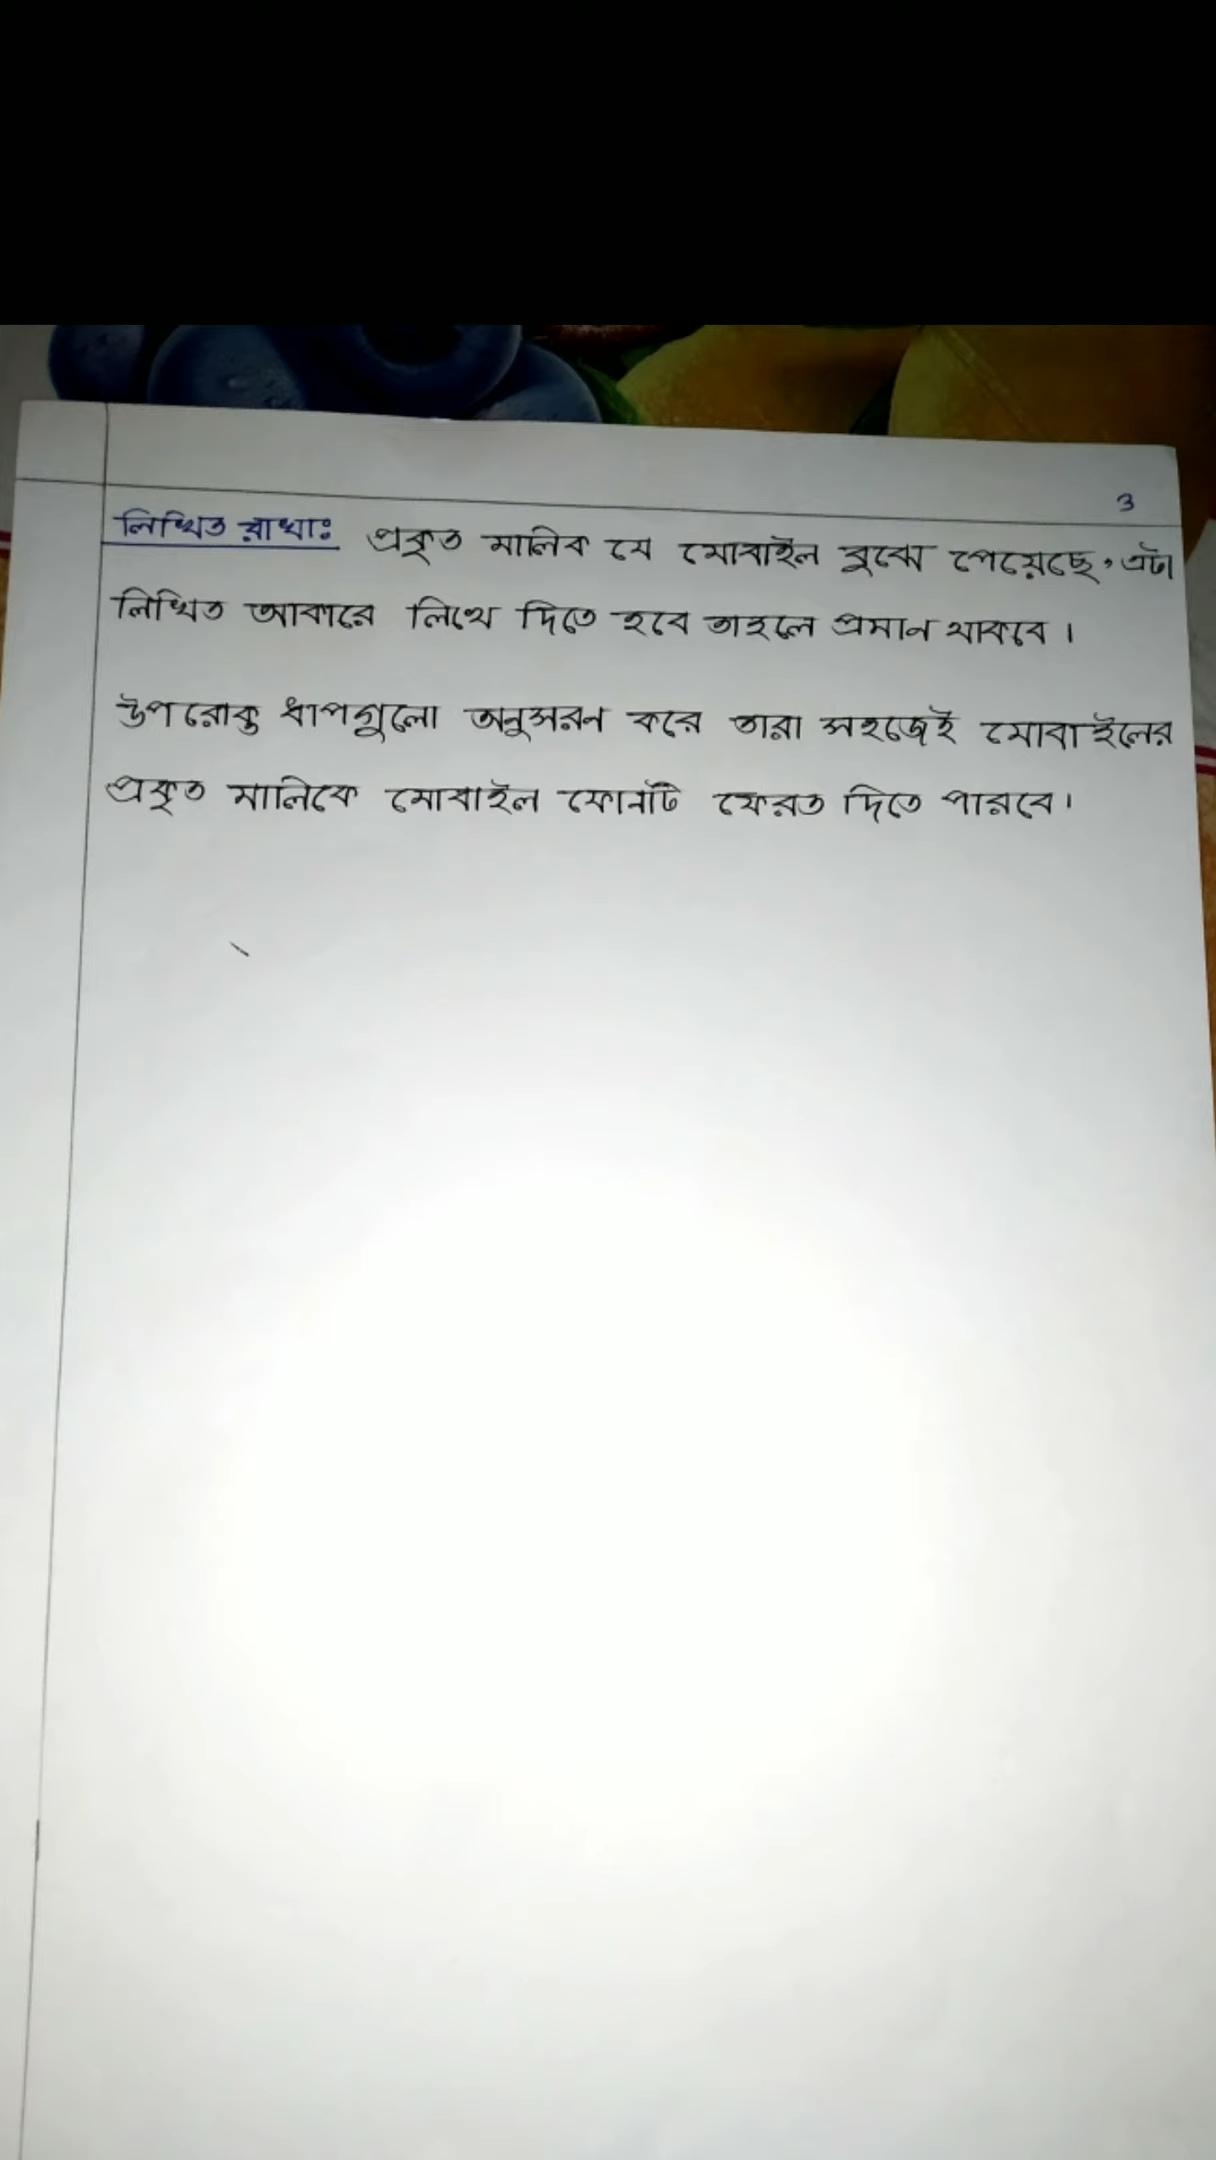 3
লিখিত রাখাঃ প্রকৃত মালিক যে মোবাইল বুঝে পেয়েছে, এটা
লিখিত আকারে লিখে দিতে হবে তাহলে প্রমান থাকবে।
উপরোক্ত ধাপগুলো অনুসরন করে তারা সহজেই মোবাইলের
প্রকৃত মালিকে মোবাইল ফোনটি ফেরত দিতে পারবে।